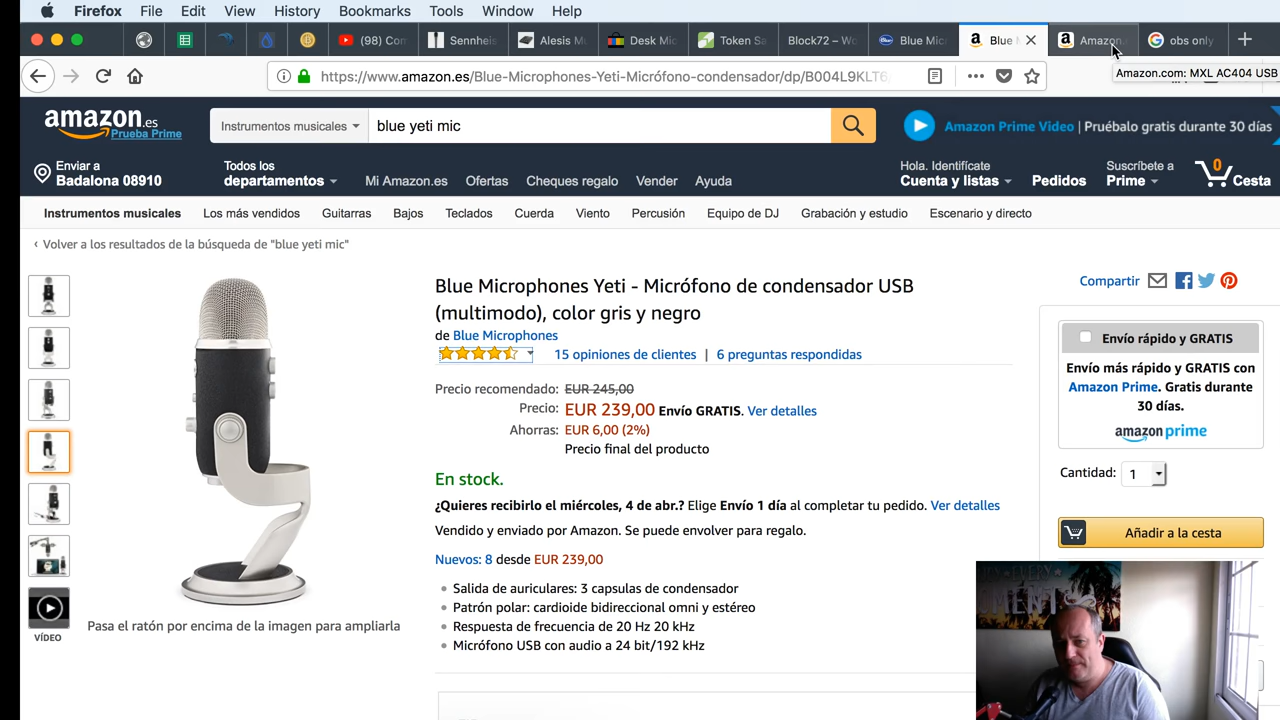 Firefox File Edit View History Bookmarks Tools Window Help
(98) Con Sennheis Alesis Mu Desk Mic Token Sa Block72 – Wo Blue Mic Blue M Amazon. obs only
https://www.amazon.es/Blue-Microphones-Yeti-Micrófono-condensador/dp/B004L9KLT6/
Amazon.com: MXL AC404 USB
amazon.es
Prueba Prime
Instrumentos musicales
blue yeti mic
Amazon Prime Video | Pruébalo gratis durante 30 días
Enviar a
Badalona 08910
Todos los
departamentos
Mi Amazon.es Ofertas Cheques regalo Vender Ayuda
Hola. Identifícate
Cuenta y listas
Pedidos
Suscríbete a
Prime
0
Cesta
Instrumentos musicales Los más vendidos Guitarras Bajos Teclados Cuerda Viento Percusión Equipo de DJ Grabación y estudio Escenario y directo
‹ Volver a los resultados de la búsqueda de "blue yeti mic"
VÍDEO
Pasa el ratón por encima de la imagen para ampliarla
Blue Microphones Yeti - Micrófono de condensador USB
(multimodo), color gris y negro
de Blue Microphones
15 opiniones de clientes | 6 preguntas respondidas
Precio recomendado: EUR 245,00
Precio: EUR 239,00 Envío GRATIS. Ver detalles
Ahorras: EUR 6,00 (2%)
Precio final del producto
En stock.
¿Quieres recibirlo el miércoles, 4 de abr.? Elige Envío 1 día al completar tu pedido. Ver detalles
Vendido y enviado por Amazon. Se puede envolver para regalo.
Nuevos: 8 desde EUR 239,00
• Salida de auriculares: 3 capsulas de condensador
• Patrón polar: cardioide bidireccional omni y estéreo
• Respuesta de frecuencia de 20 Hz 20 kHz
• Micrófono USB con audio a 24 bit/192 kHz
Compartir
Envío rápido y GRATIS
Envío más rápido y GRATIS con
Amazon Prime. Gratis durante
30 días.
amazon prime
Cantidad: 1
Añadir a la cesta